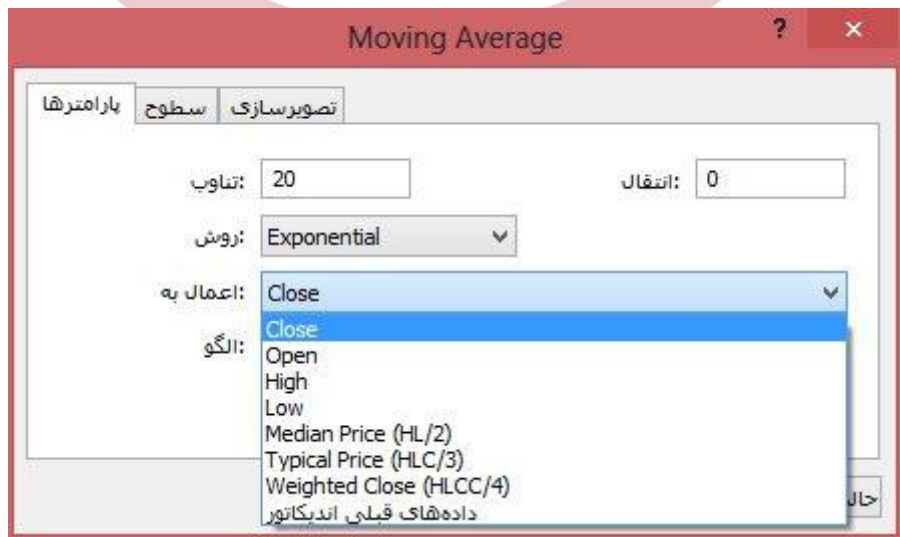 Moving Average
پارامترها سطوح تصویرسازی
تناوب: 20 انتقال: 0
روش: Exponential
اعمال به: Close
الگو:
Close
Open
High
Low
Median Price (HL/2)
Typical Price (HLC/3)
Weighted Close (HLCC/4)
داده‌های قبلی اندیکاتور